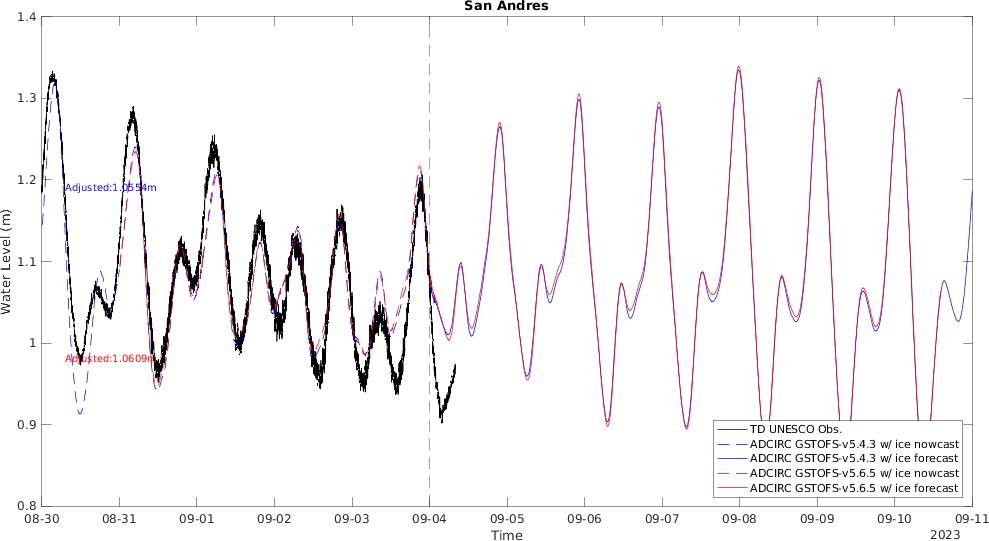 San Andres
1.4
1.3
1.2
1.1
1
0.9
0.8
Water Level (m)
Adjusted:1.0554m
Adjusted:1.0609m
TD UNESCO Obs.
ADCIRC GSTOFS-v5.4.3 w/ ice nowcast
ADCIRC GSTOFS-v5.4.3 w/ ice forecast
ADCIRC GSTOFS-v5.6.5 w/ ice nowcast
ADCIRC GSTOFS-v5.6.5 w/ ice forecast
08-30 08-31 09-01 09-02 09-03 09-04 09-05 09-06 09-07 09-08 09-09 09-10 09-11
Time
2023